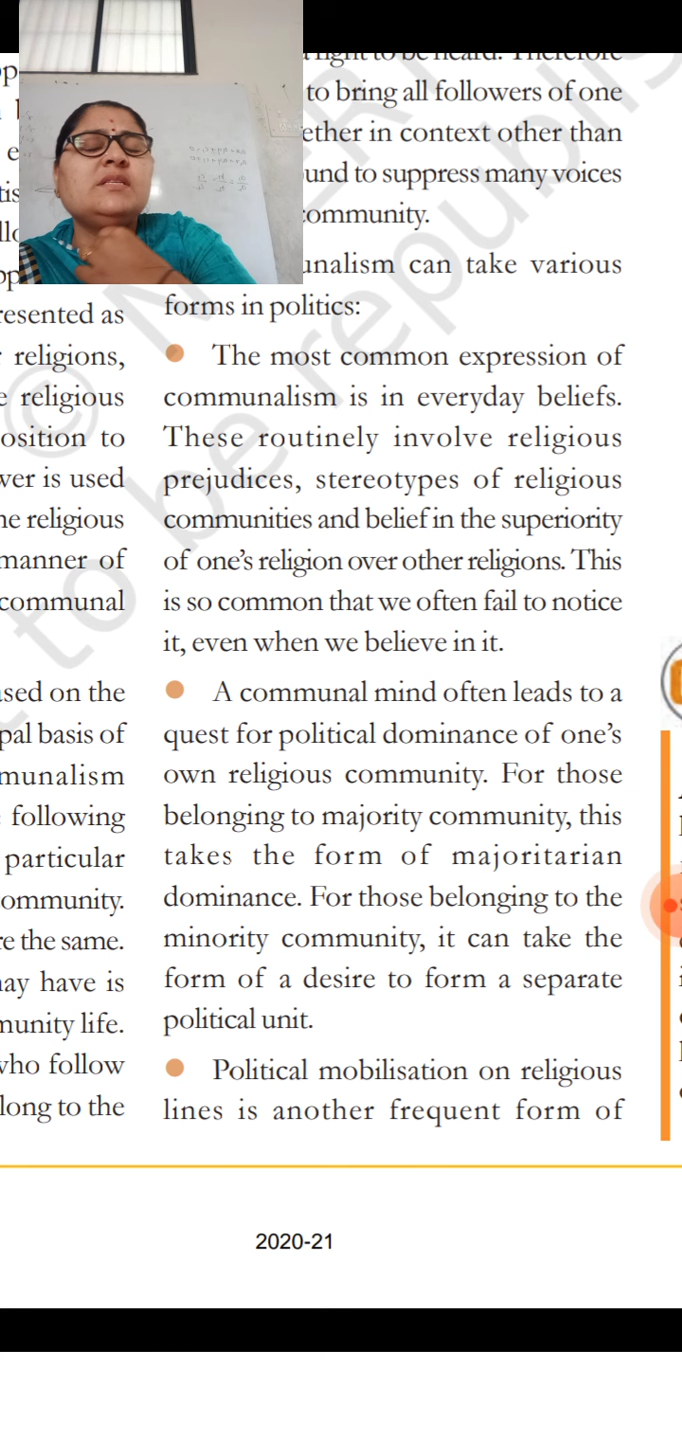 resented as
religions,
religious
osition to
wer is used
he religious
manner of
communal
ased on the
pal basis of
munalism
following
particular
ommunity.
re the same.
may have is
munity life.
who follow
long to the
to bring all followers of one
ether in context other than
und to suppress many voices
community.
unalism can take various
forms in politics:
● The most common expression of
communalism is in everyday beliefs.
These routinely involve religious
prejudices, stereotypes of religious
communities and belief in the superiority
of one's religion over other religions. This
is so common that we often fail to notice
it, even when we believe in it.
● A communal mind often leads to a
quest for political dominance of one's
own religious community. For those
belonging to majority community, this
takes the form of majoritarian
dominance. For those belonging to the
minority community, it can take the
form of a desire to form a separate
political unit.
● Political mobilisation on religious
lines is another frequent form of
2020-21